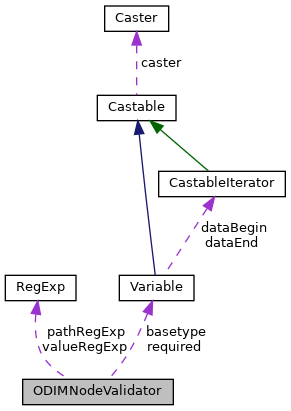 Caster
caster
Castable
CastableIterator
dataBegin
dataEnd
RegExp
Variable
pathRegExp
valueRegExp
basetype
required
ODIMNodeValidator